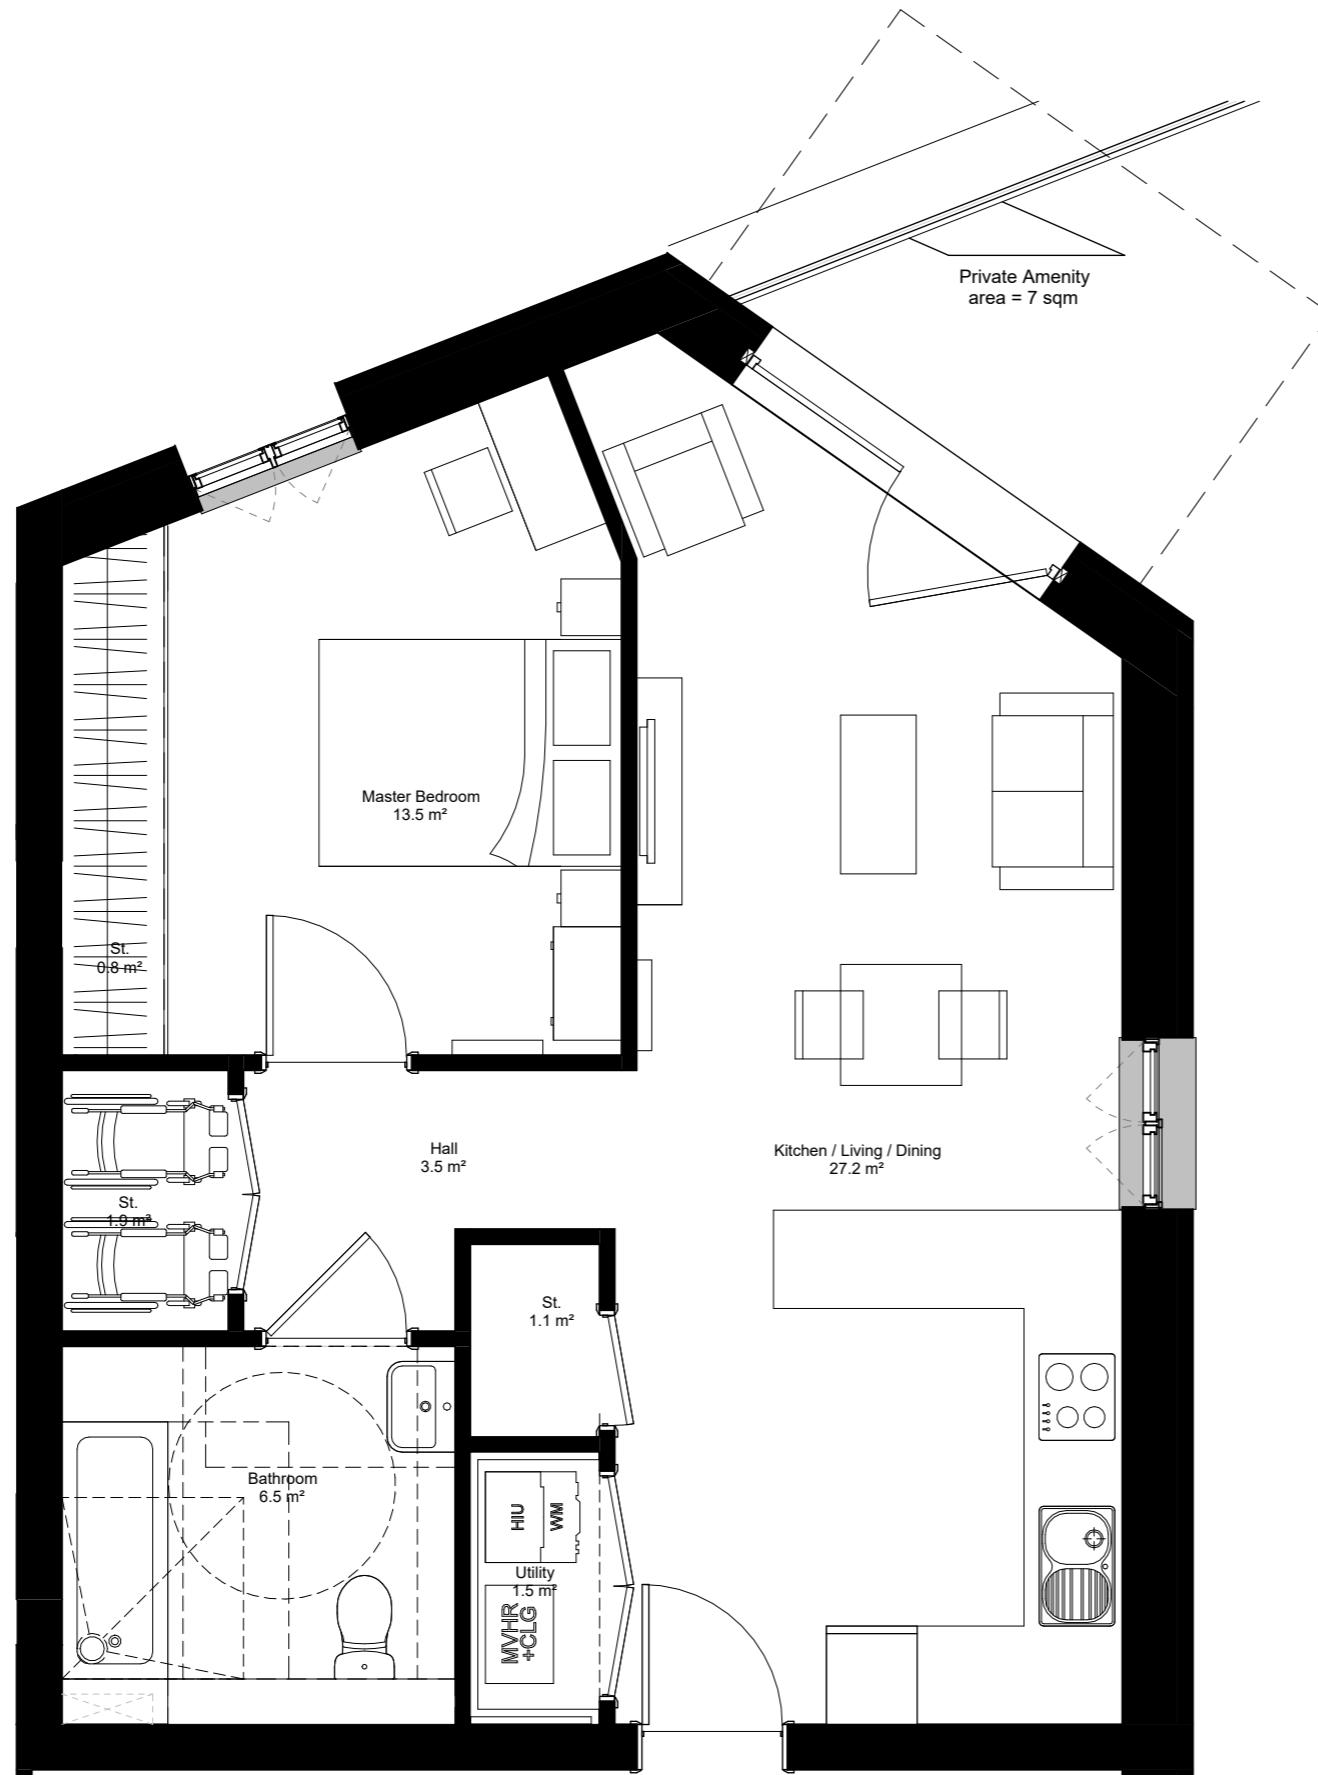 Private Amenity
area = 7 sqm
Master Bedroom
13.5 m²
St.
0.8 m²
Hall
3.5 m²
Kitchen / Living / Dining
27.2 m²
St.
1.9 m²
St.
1.1 m²
Bathroom
6.5 m²
HIU
WM
Utility
1.5 m²
MVHR
+CLG